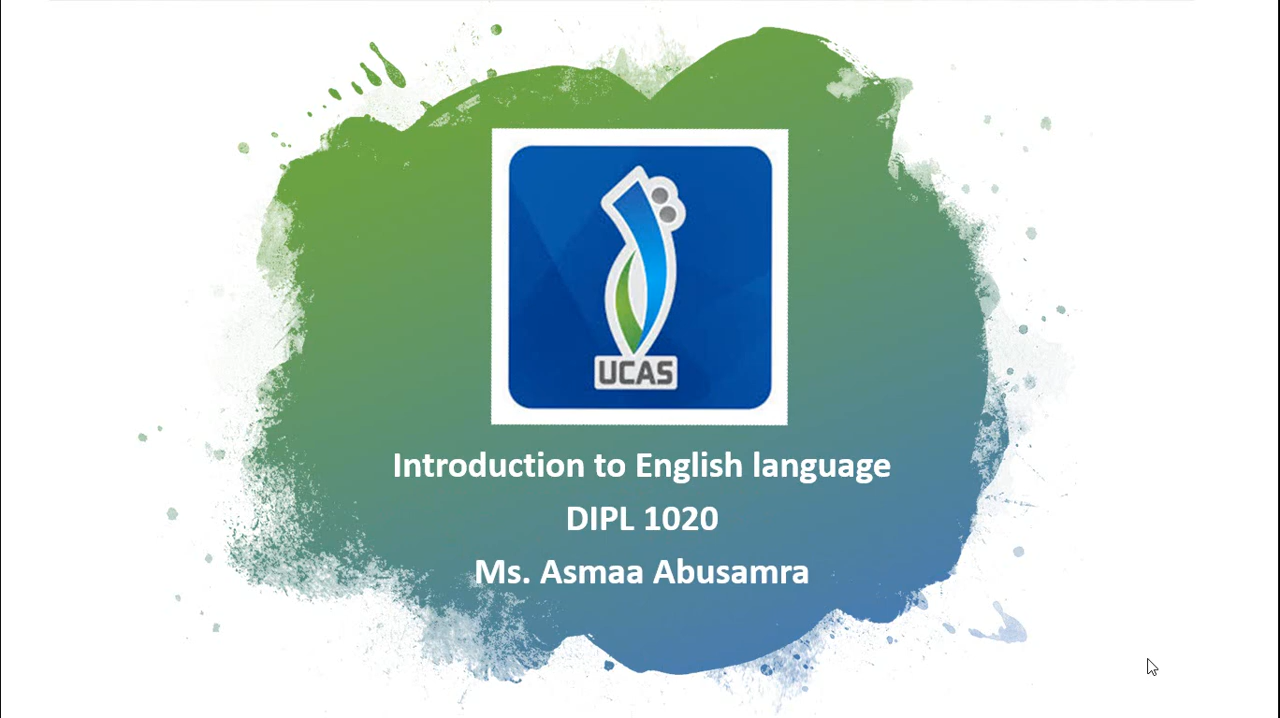 UCAS
Introduction to English language
DIPL 1020
Ms. Asmaa Abusamra